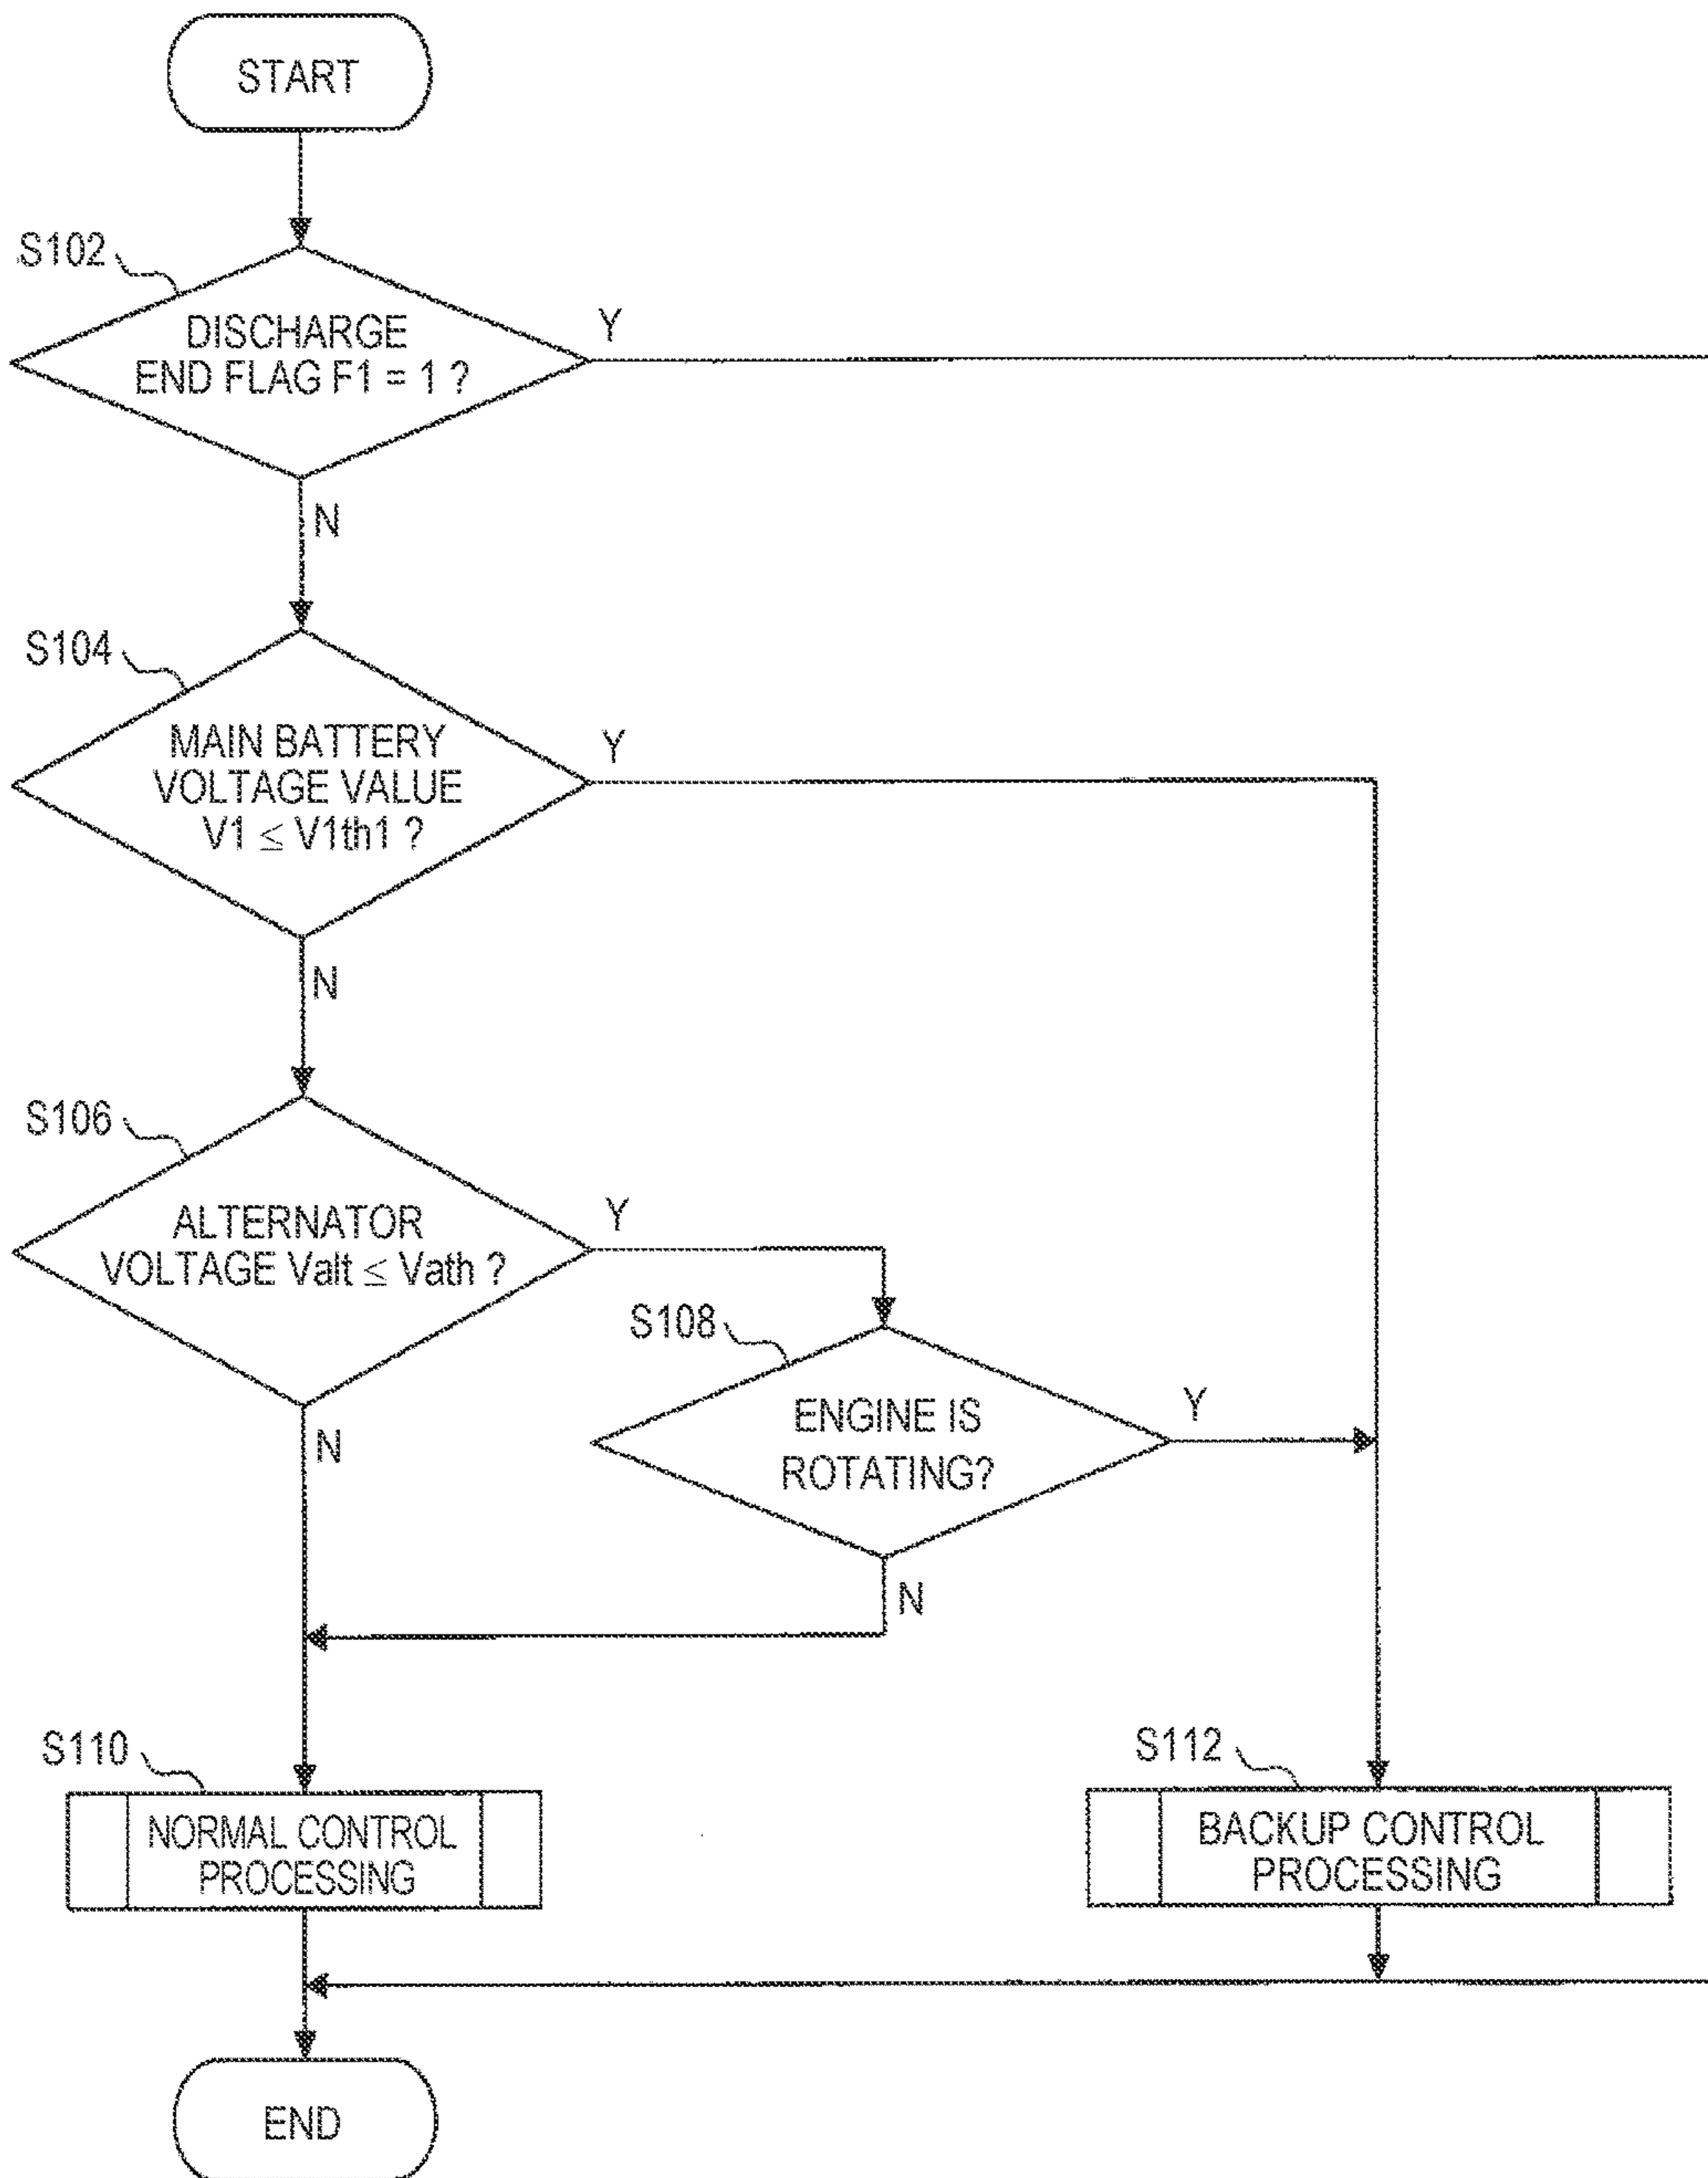 START
S102
DISCHARGE
END FLAG F1 = 1 ?
Y
N
S104
MAIN BATTERY
VOLTAGE VALUE
V1 ≤ V1th1 ?
Y
N
S106
ALTERNATOR
VOLTAGE Valt ≤ Vath ?
Y
N
S108
ENGINE IS
ROTATING?
Y
N
S110
NORMAL CONTROL
PROCESSING
S112
BACKUP CONTROL
PROCESSING
END